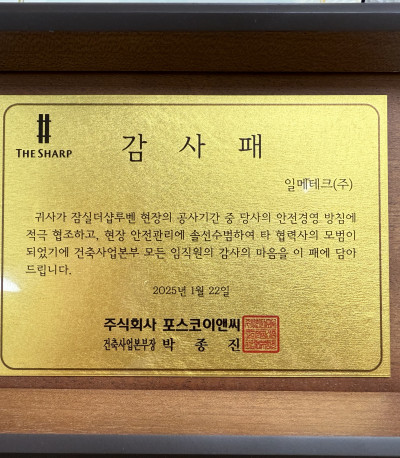 THE SHARP
감 사 패
일메테크(주)
귀사가 잠실더샵루벤 현장의 공사기간 중 당사의 안전경영 방침에
적극 협조하고, 현장 안전관리에 솔선수범하여 타 협력사의 모범이
되었기에 건축사업본부 모든 임직원의 감사의 마음을 이 패에 담아
드립니다.
2025년 1월 22일
주식회사 포스코이앤씨
건축사업본부장 박 종 진